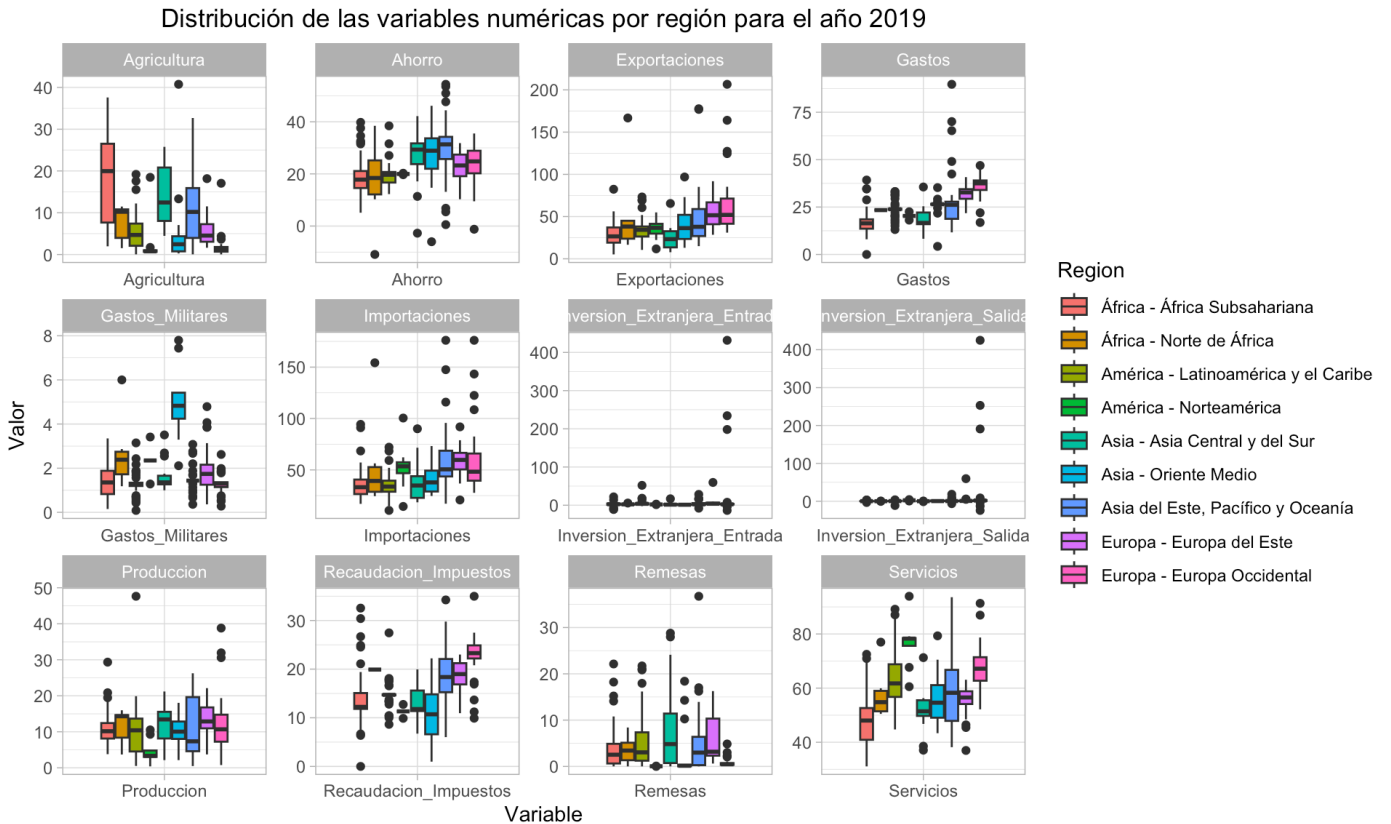 Distribución de las variables numéricas por región para el año 2019
Agricultura Ahorro Exportaciones Gastos
40
30
20
10
0
40
20
0
200
150
100
50
0
75
50
25
0
Agricultura Ahorro Exportaciones Gastos
Gastos_Militares Importaciones nversion_Extranjera_Entrad nversion_Extranjera_Salida
8
6
4
2
0
150
100
50
400
300
200
100
0
400
300
200
100
0
Gastos_Militares Importaciones Inversion_Extranjera_Entrada Inversion_Extranjera_Salida
Produccion Recaudacion_Impuestos Remesas Servicios
50
40
30
20
10
0
30
20
10
0
30
20
10
0
80
60
40
Produccion Recaudacion_Impuestos Remesas Servicios
Valor
Variable
Region
África - África Subsahariana
África - Norte de África
América - Latinoamérica y el Caribe
América - Norteamérica
Asia - Asia Central y del Sur
Asia - Oriente Medio
Asia del Este, Pacífico y Oceanía
Europa - Europa del Este
Europa - Europa Occidental